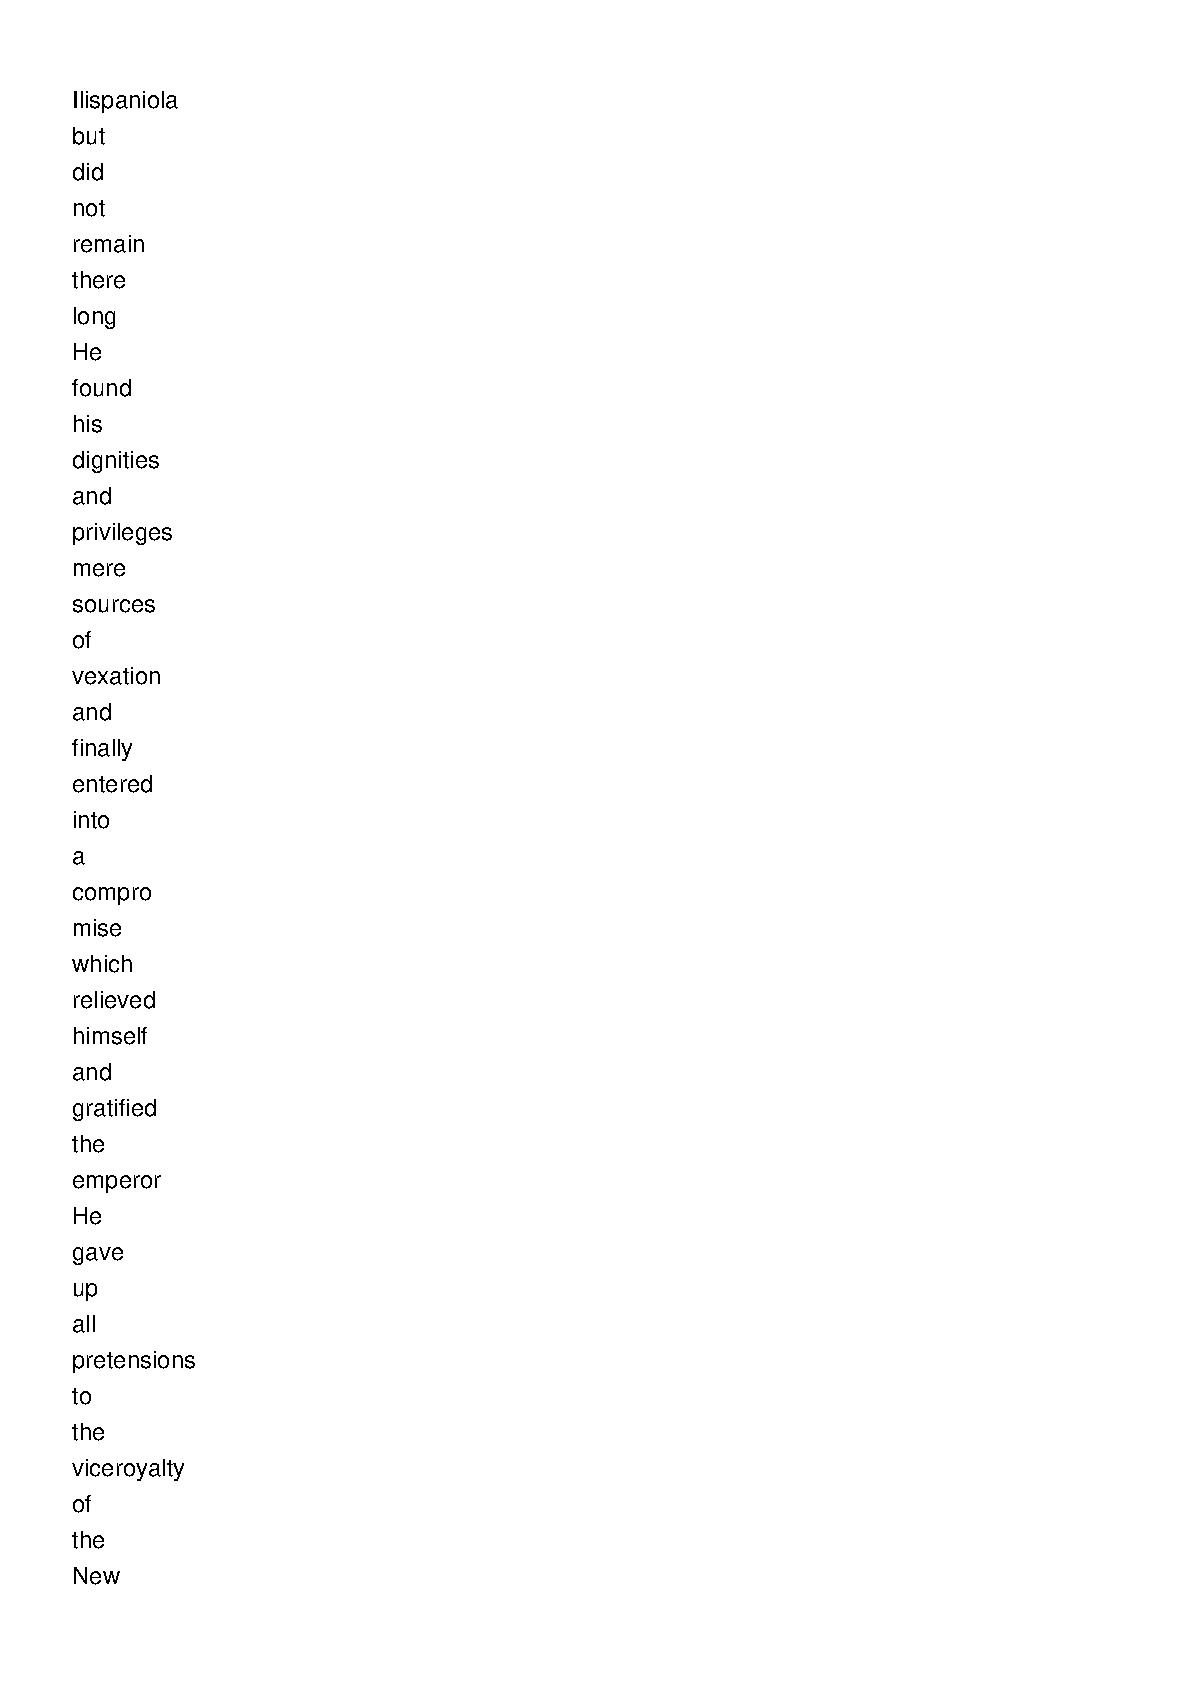 Ilispaniola
but
did
not
remain
there
long
He
found
his
dignities
and
privileges
mere
sources
of
vexation
and
finally
entered
into
a
compro
mise
which
relieved
himself
and
gratified
the
emperor
He
gave
up
all
pretensions
to
the
viceroyalty
of
the
New